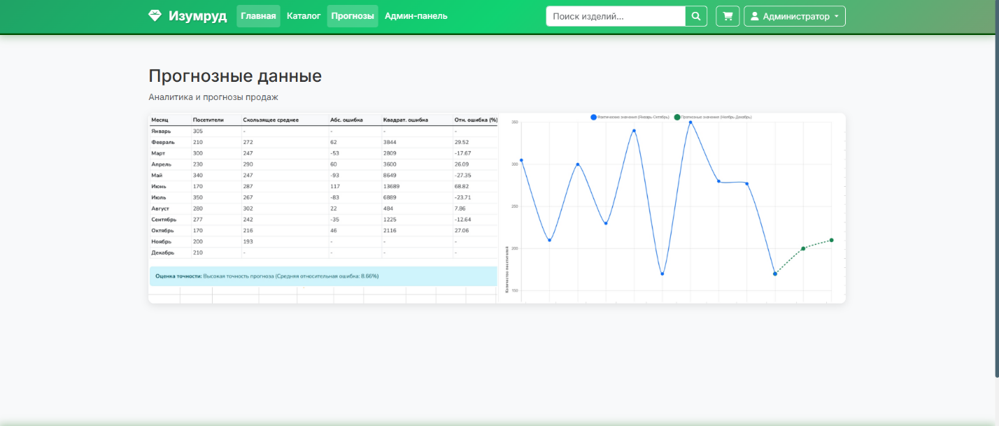 Изумруд Главная Каталог Прогнозы Админ-панель Поиск изделий... Администратор
Прогнозные данные
Аналитика и прогнозы продаж
Месяц Посетители Скользящее среднее Абс. ошибка Квадрат. ошибка Отн. ошибка (%)
Январь 305 - - - -
Февраль 210 272 62 3844 29.52
Март 300 247 -53 2809 -17.67
Апрель 230 290 60 3600 26.09
Май 340 247 -93 8649 -27.35
Июнь 170 287 117 13689 68.82
Июль 350 267 -83 6889 -23.71
Август 280 302 22 484 7.86
Сентябрь 277 242 -35 1225 -12.64
Октябрь 170 216 46 2116 27.06
Ноябрь 200 193 - - -
Декабрь 210 - - - -
Оценка точности: Высокая точность прогноза (Средняя относительная ошибка: 8.66%)
Фактические значения (Январь-Октябрь) Прогнозные значения (Ноябрь-Декабрь)
350
300
250
200
150
Количество посетителей